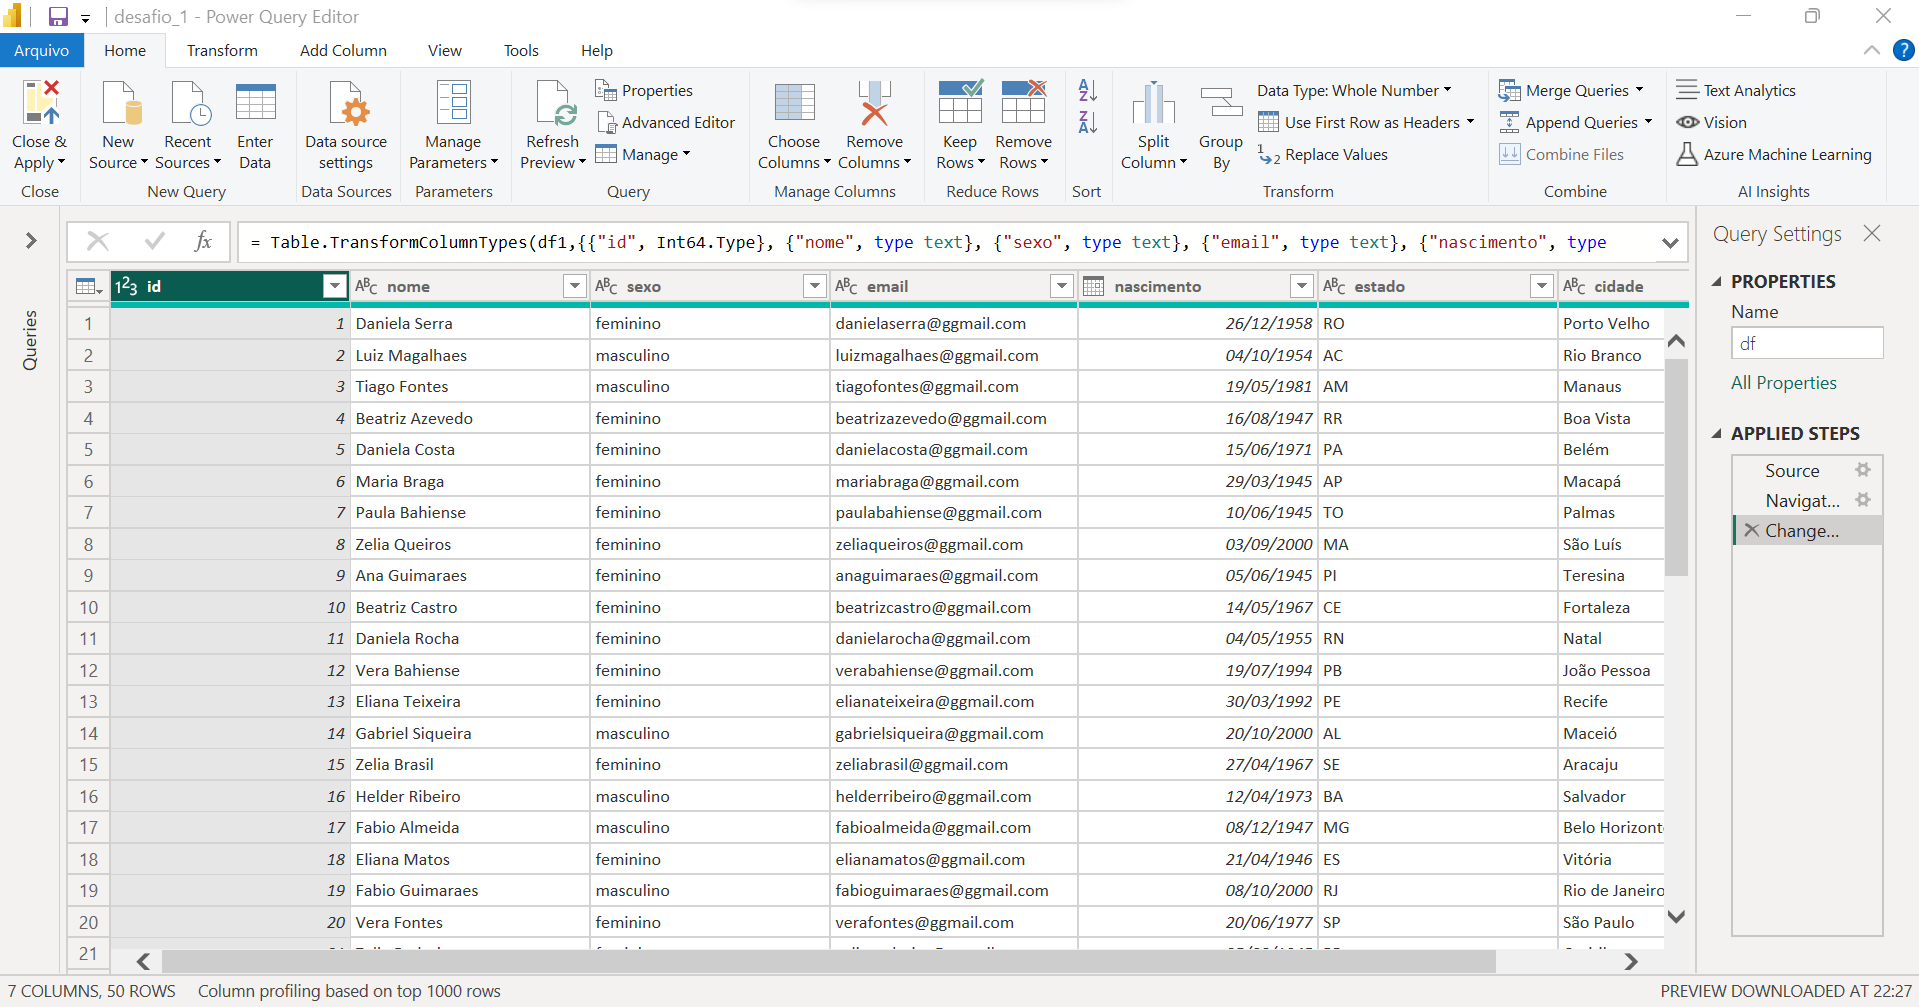 desafio_1 - Power Query Editor
Arquivo Home Transform Add Column View Tools Help
Close & Apply
New Source
Recent Sources
Enter Data
Data source settings
Manage Parameters
Refresh Preview
Properties
Advanced Editor
Manage
Choose Columns
Remove Columns
Keep Rows
Remove Rows
Split Column
Group By
Data Type: Whole Number
Use First Row as Headers
Replace Values
Merge Queries
Append Queries
Combine Files
Text Analytics
Vision
Azure Machine Learning
Close New Query Data Sources Parameters Query Manage Columns Reduce Rows Sort Transform Combine AI Insights
fx = Table.TransformColumnTypes(df1,{{"id", Int64.Type}, {"nome", type text}, {"sexo", type text}, {"email", type text}, {"nascimento", type
Queries
id nome sexo email nascimento estado cidade
1 1 Daniela Serra feminino danielaserra@ggmail.com 26/12/1958 RO Porto Velho
2 2 Luiz Magalhaes masculino luizmagalhaes@ggmail.com 04/10/1954 AC Rio Branco
3 3 Tiago Fontes masculino tiagofontes@ggmail.com 19/05/1981 AM Manaus
4 4 Beatriz Azevedo feminino beatrizazevedo@ggmail.com 16/08/1947 RR Boa Vista
5 5 Daniela Costa feminino danielacosta@ggmail.com 15/06/1971 PA Belém
6 6 Maria Braga feminino mariabraga@ggmail.com 29/03/1945 AP Macapá
7 7 Paula Bahiense feminino paulabahiense@ggmail.com 10/06/1945 TO Palmas
8 8 Zelia Queiros feminino zeliaqueiros@ggmail.com 03/09/2000 MA São Luís
9 9 Ana Guimaraes feminino anaguimaraes@ggmail.com 05/06/1945 PI Teresina
10 10 Beatriz Castro feminino beatrizcastro@ggmail.com 14/05/1967 CE Fortaleza
11 11 Daniela Rocha feminino danielarocha@ggmail.com 04/05/1955 RN Natal
12 12 Vera Bahiense feminino verabahiense@ggmail.com 19/07/1994 PB João Pessoa
13 13 Eliana Teixeira feminino elianateixeira@ggmail.com 30/03/1992 PE Recife
14 14 Gabriel Siqueira masculino gabrielsiqueira@ggmail.com 20/10/2000 AL Maceió
15 15 Zelia Brasil feminino zeliabrasil@ggmail.com 27/04/1967 SE Aracaju
16 16 Helder Ribeiro masculino helderribeiro@ggmail.com 12/04/1973 BA Salvador
17 17 Fabio Almeida masculino fabioalmeida@ggmail.com 08/12/1947 MG Belo Horizont
18 18 Eliana Matos feminino elianamatos@ggmail.com 21/04/1946 ES Vitória
19 19 Fabio Guimaraes masculino fabioguimaraes@ggmail.com 08/10/2000 RJ Rio de Janeiro
20 20 Vera Fontes feminino verafontes@ggmail.com 20/06/1977 SP São Paulo
21
Query Settings
PROPERTIES
Name
df
All Properties
APPLIED STEPS
Source
Navigat...
Change...
7 COLUMNS, 50 ROWS Column profiling based on top 1000 rows PREVIEW DOWNLOADED AT 22:27